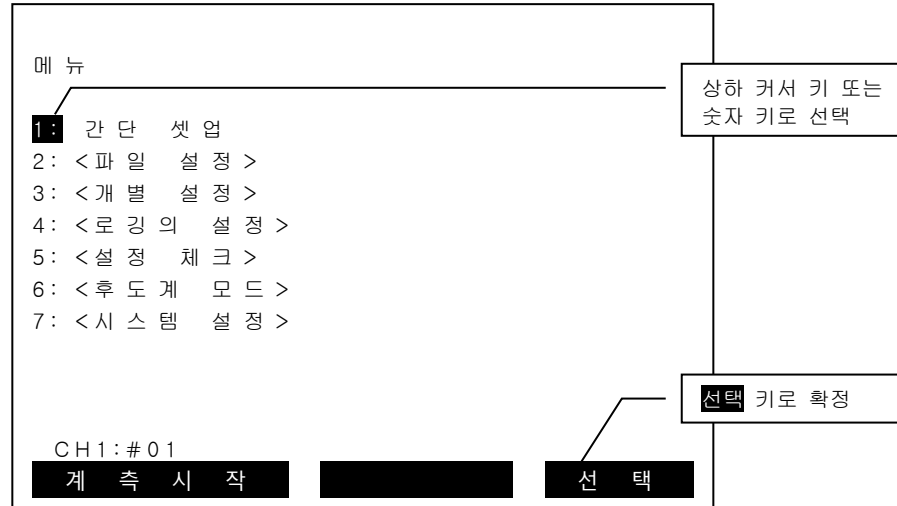 메 뉴
상하 커서 키 또는
숫자 키로 선택
1: 간 단 셋 업
2: <파 일 설 정>
3: <개 별 설 정>
4: <로 깅 의 설 정>
5: <설 정 체 크>
6: <후 도 계 모 드>
7: <시 스 템 설 정>
선택 키로 확정
CH1:#01
계 측 시 작 선 택